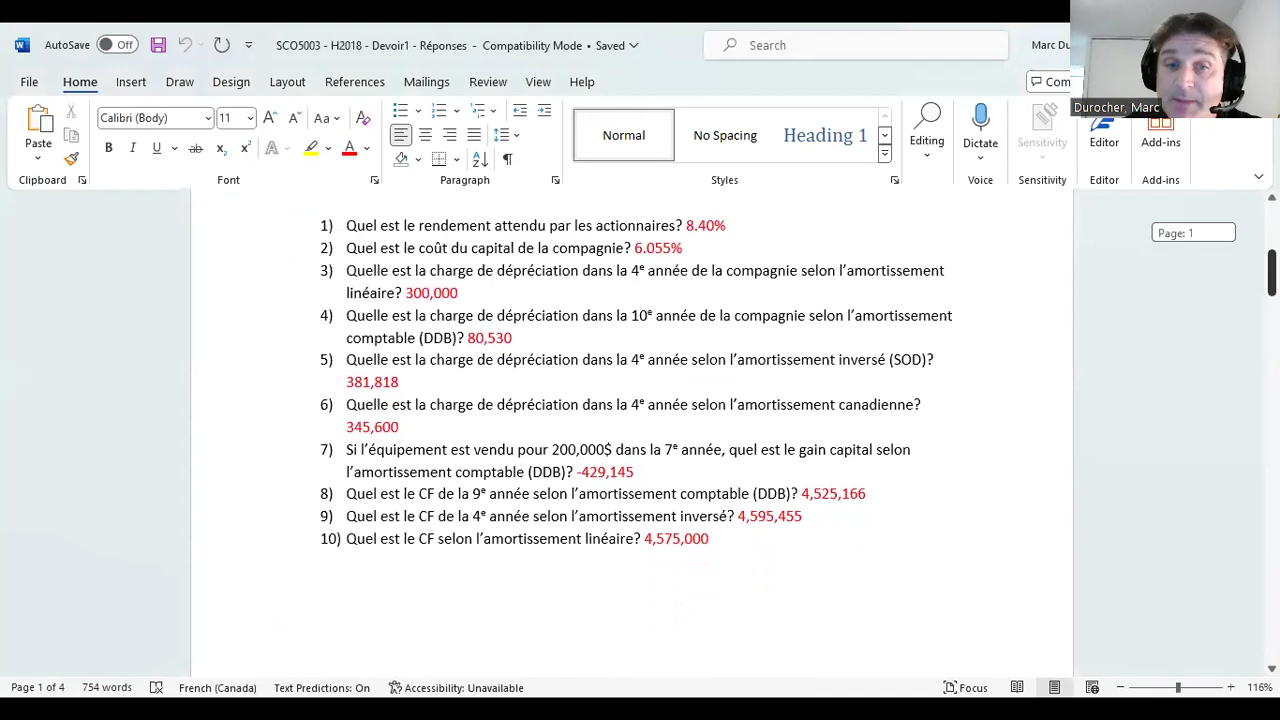 AutoSave Off SCO5003 - H2018 - Devoir1 - Réponses - Compatibility Mode - Saved Search Marc Du
File Home Insert Draw Design Layout References Mailings Review View Help Com
Durocher, Marc
Calibri (Body) 11 Aa
Paste Normal No Spacing Heading 1 Editing Dictate Sensitivity Editor Add-ins
Clipboard Font Paragraph Styles Voice Sensitivity Editor Add-ins
Page: 1
1) Quel est le rendement attendu par les actionnaires? 8.40%
2) Quel est le coût du capital de la compagnie? 6.055%
3) Quelle est la charge de dépréciation dans la 4e année de la compagnie selon l’amortissement
linéaire? 300,000
4) Quelle est la charge de dépréciation dans la 10e année de la compagnie selon l’amortissement
comptable (DDB)? 80,530
5) Quelle est la charge de dépréciation dans la 4e année selon l’amortissement inversé (SOD)?
381,818
6) Quelle est la charge de dépréciation dans la 4e année selon l’amortissement canadienne?
345,600
7) Si l’équipement est vendu pour 200,000$ dans la 7e année, quel est le gain capital selon
l’amortissement comptable (DDB)? -429,145
8) Quel est le CF de la 9e année selon l’amortissement comptable (DDB)? 4,525,166
9) Quel est le CF de la 4e année selon l’amortissement inversé? 4,595,455
10) Quel est le CF selon l’amortissement linéaire? 4,575,000
Page 1 of 4 754 words French (Canada) Text Predictions: On Accessibility: Unavailable Focus 116%